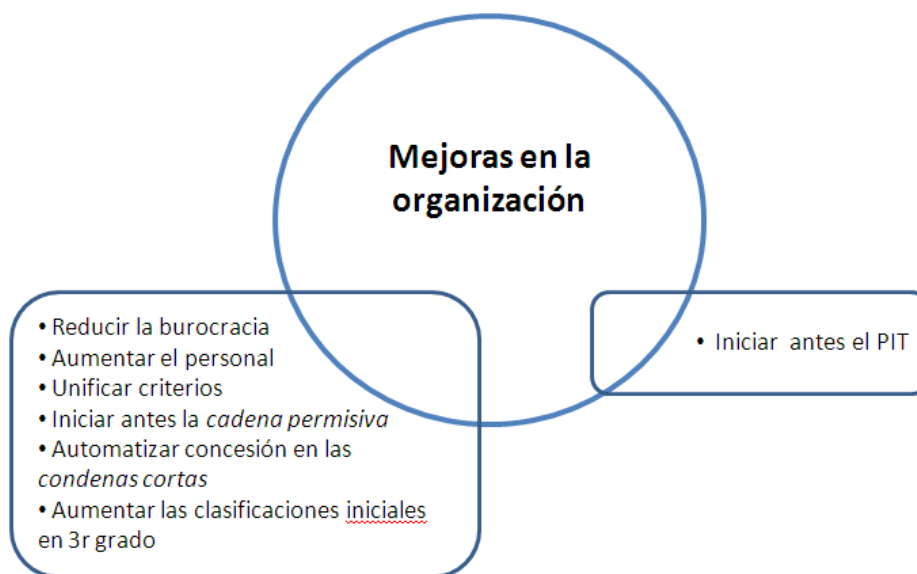 Mejoras en la
organización
• Reducir la burocracia
• Aumentar el personal
• Unificar criterios
• Iniciar antes la cadena permisiva
• Automatizar concesión en las
condenas cortas
• Aumentar las clasificaciones iniciales
en 3r grado
• Iniciar antes el PIT